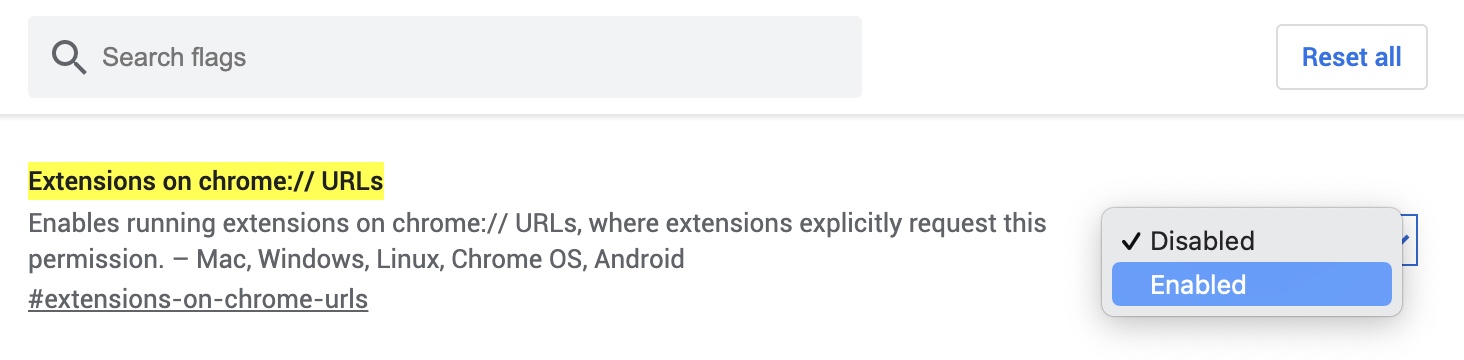 Search flags
Reset all
Extensions on chrome:// URLs
Enables running extensions on chrome:// URLs, where extensions explicitly request this
permission. – Mac, Windows, Linux, Chrome OS, Android
#extensions-on-chrome-urls
✓ Disabled
Enabled